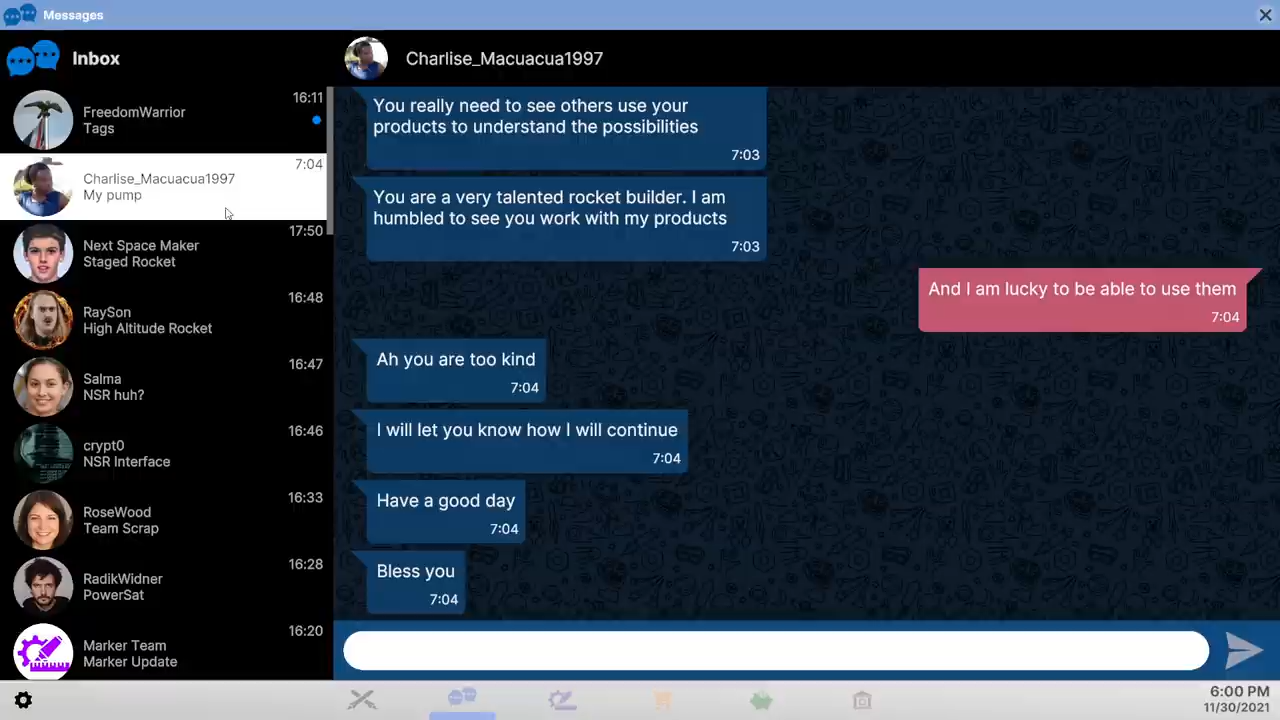 Messages
Inbox
FreedomWarrior
Tags
16:11
Charlise_Macuacua1997
My pump
7:04
Next Space Maker
Staged Rocket
17:50
RaySon
High Altitude Rocket
16:48
Salma
NSR huh?
16:47
crypt0
NSR Interface
16:46
RoseWood
Team Scrap
16:33
RadikWidner
PowerSat
16:28
Marker Team
Marker Update
16:20
Charlise_Macuacua1997
You really need to see others use your
products to understand the possibilities
7:03
You are a very talented rocket builder. I am
humbled to see you work with my products
7:03
And I am lucky to be able to use them
7:04
Ah you are too kind
7:04
I will let you know how I will continue
7:04
Have a good day
7:04
Bless you
7:04
6:00 PM
11/30/2021